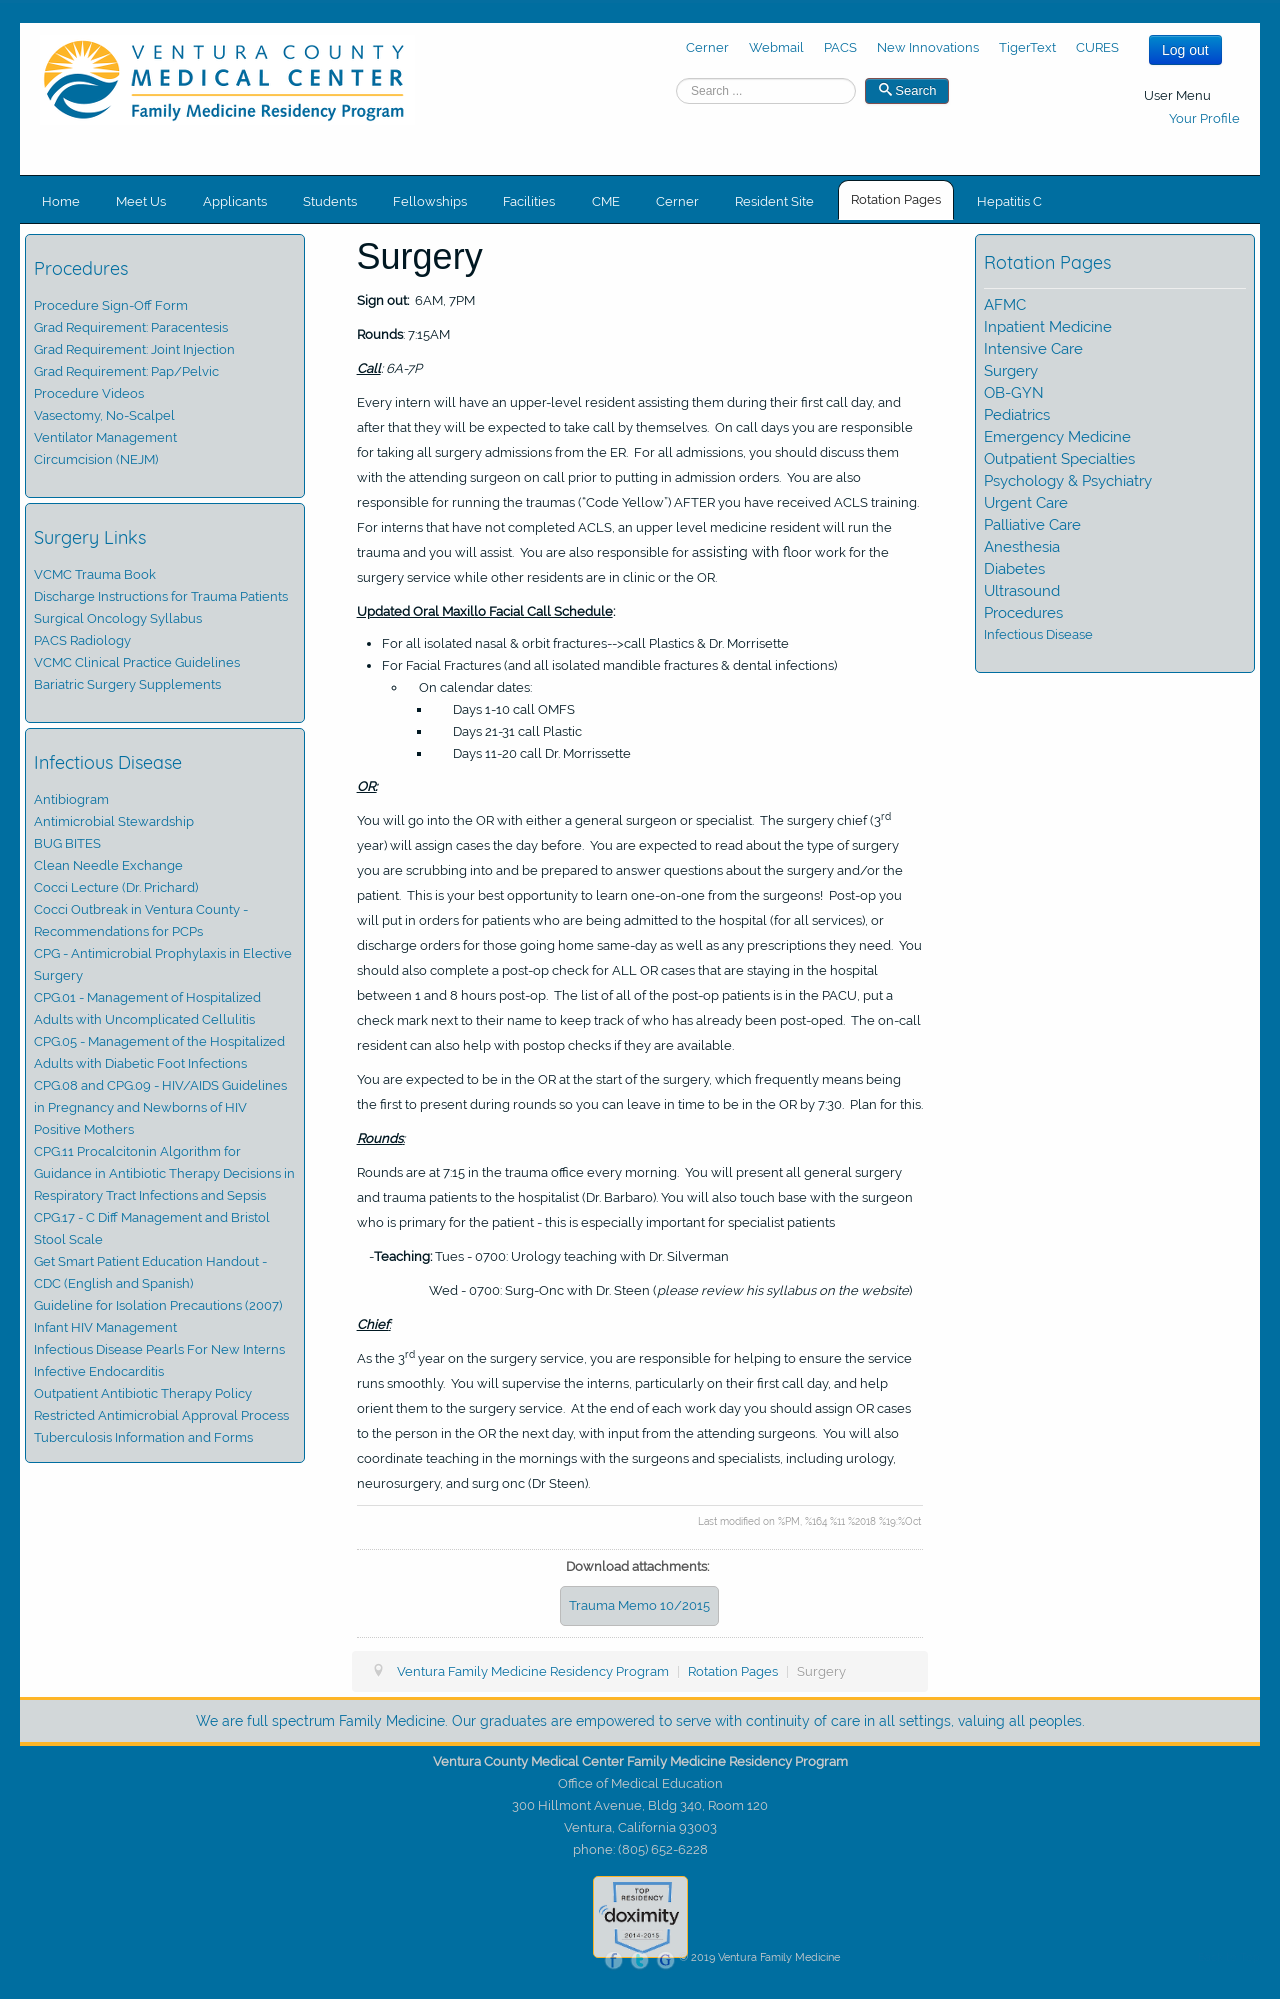 VENTURA COUNTY
MEDICAL CENTER
Family Medicine Residency Program
Cerner Webmail PACS New Innovations TigerText CURES
Log out
Search ...
Search
User Menu
Your Profile
Home Meet Us Applicants Students Fellowships Facilities CME Cerner Resident Site Rotation Pages Hepatitis C
Procedures
Procedure Sign-Off Form
Grad Requirement: Paracentesis
Grad Requirement: Joint Injection
Grad Requirement: Pap/Pelvic
Procedure Videos
Vasectomy, No-Scalpel
Ventilator Management
Circumcision (NEJM)
Surgery Links
VCMC Trauma Book
Discharge Instructions for Trauma Patients
Surgical Oncology Syllabus
PACS Radiology
VCMC Clinical Practice Guidelines
Bariatric Surgery Supplements
Infectious Disease
Antibiogram
Antimicrobial Stewardship
BUG BITES
Clean Needle Exchange
Cocci Lecture (Dr. Prichard)
Cocci Outbreak in Ventura County -
Recommendations for PCPs
CPG - Antimicrobial Prophylaxis in Elective
Surgery
CPG.01 - Management of Hospitalized
Adults with Uncomplicated Cellulitis
CPG.05 - Management of the Hospitalized
Adults with Diabetic Foot Infections
CPG.08 and CPG.09 - HIV/AIDS Guidelines
in Pregnancy and Newborns of HIV
Positive Mothers
CPG.11 Procalcitonin Algorithm for
Guidance in Antibiotic Therapy Decisions in
Respiratory Tract Infections and Sepsis
CPG.17 - C Diff Management and Bristol
Stool Scale
Get Smart Patient Education Handout -
CDC (English and Spanish)
Guideline for Isolation Precautions (2007)
Infant HIV Management
Infectious Disease Pearls For New Interns
Infective Endocarditis
Outpatient Antibiotic Therapy Policy
Restricted Antimicrobial Approval Process
Tuberculosis Information and Forms
Surgery
Sign out: 6AM, 7PM
Rounds: 7:15AM
Call: 6A-7P
Every intern will have an upper-level resident assisting them during their first call day, and
after that they will be expected to take call by themselves. On call days you are responsible
for taking all surgery admissions from the ER. For all admissions, you should discuss them
with the attending surgeon on call prior to putting in admission orders. You are also
responsible for running the traumas ("Code Yellow") AFTER you have received ACLS training.
For interns that have not completed ACLS, an upper level medicine resident will run the
trauma and you will assist. You are also responsible for assisting with floor work for the
surgery service while other residents are in clinic or the OR.
Updated Oral Maxillo Facial Call Schedule:
• For all isolated nasal & orbit fractures-->call Plastics & Dr. Morrisette
• For Facial Fractures (and all isolated mandible fractures & dental infections)
◦ On calendar dates:
▪ Days 1-10 call OMFS
▪ Days 21-31 call Plastic
▪ Days 11-20 call Dr. Morrissette
OR:
You will go into the OR with either a general surgeon or specialist. The surgery chief (3rd
year) will assign cases the day before. You are expected to read about the type of surgery
you are scrubbing into and be prepared to answer questions about the surgery and/or the
patient. This is your best opportunity to learn one-on-one from the surgeons! Post-op you
will put in orders for patients who are being admitted to the hospital (for all services), or
discharge orders for those going home same-day as well as any prescriptions they need. You
should also complete a post-op check for ALL OR cases that are staying in the hospital
between 1 and 8 hours post-op. The list of all of the post-op patients is in the PACU, put a
check mark next to their name to keep track of who has already been post-oped. The on-call
resident can also help with postop checks if they are available.
You are expected to be in the OR at the start of the surgery, which frequently means being
the first to present during rounds so you can leave in time to be in the OR by 7:30. Plan for this.
Rounds:
Rounds are at 7:15 in the trauma office every morning. You will present all general surgery
and trauma patients to the hospitalist (Dr. Barbaro). You will also touch base with the surgeon
who is primary for the patient - this is especially important for specialist patients
-Teaching: Tues - 0700: Urology teaching with Dr. Silverman
Wed - 0700: Surg-Onc with Dr. Steen (please review his syllabus on the website)
Chief:
As the 3rd year on the surgery service, you are responsible for helping to ensure the service
runs smoothly. You will supervise the interns, particularly on their first call day, and help
orient them to the surgery service. At the end of each work day you should assign OR cases
to the person in the OR the next day, with input from the attending surgeons. You will also
coordinate teaching in the mornings with the surgeons and specialists, including urology,
neurosurgery, and surg onc (Dr Steen).
Last modified on %PM, %164 %11 %2018 %19:%Oct
Download attachments:
Trauma Memo 10/2015
Ventura Family Medicine Residency Program | Rotation Pages | Surgery
Rotation Pages
AFMC
Inpatient Medicine
Intensive Care
Surgery
OB-GYN
Pediatrics
Emergency Medicine
Outpatient Specialties
Psychology & Psychiatry
Urgent Care
Palliative Care
Anesthesia
Diabetes
Ultrasound
Procedures
Infectious Disease
We are full spectrum Family Medicine. Our graduates are empowered to serve with continuity of care in all settings, valuing all peoples.
Ventura County Medical Center Family Medicine Residency Program
Office of Medical Education
300 Hillmont Avenue, Bldg 340, Room 120
Ventura, California 93003
phone: (805) 652-6228
TOP
RESIDENCY
doximity
2014-2015
f t G © 2019 Ventura Family Medicine